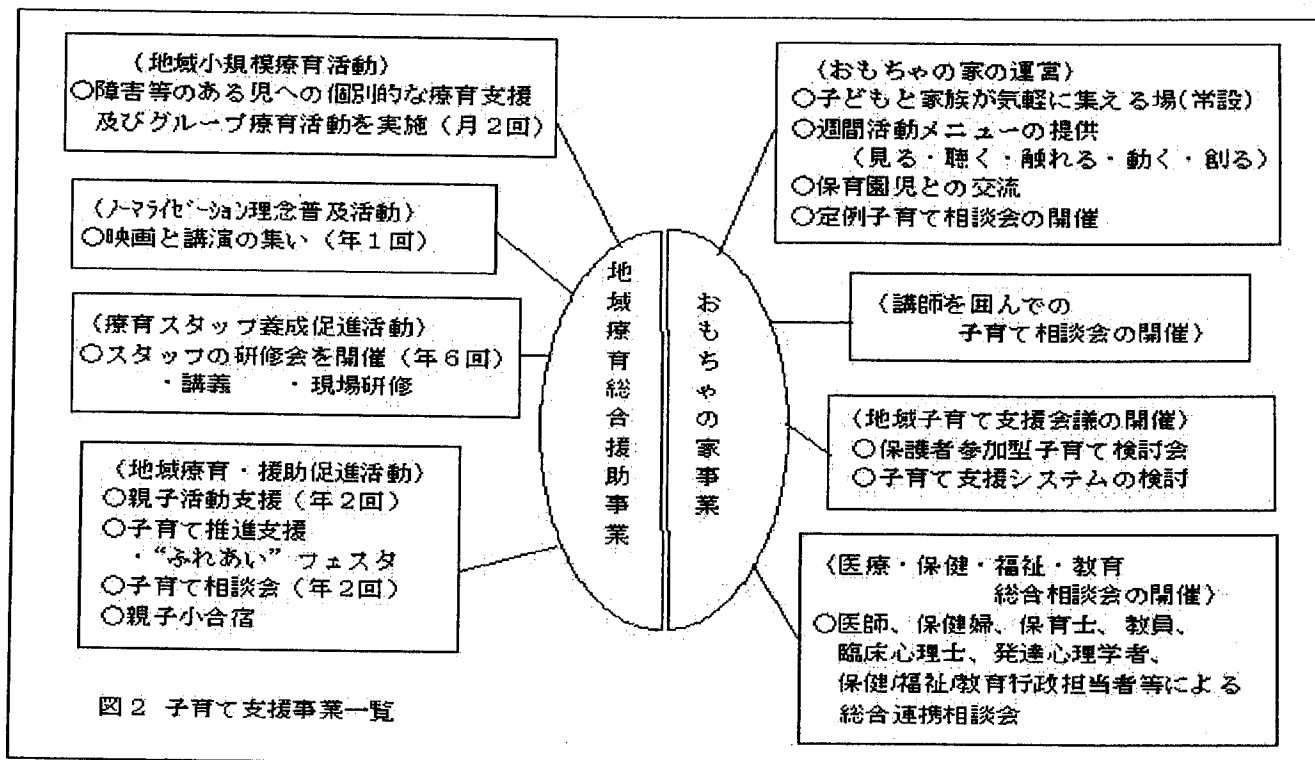 （地域小規模療育活動）
○障害等のある児への個別的な療育支援
及びグループ療育活動を実施（月２回）
（ﾉｰﾏﾗｲｾﾞｰｼｮﾝ理念普及活動）
○映画と講演の集い（年１回）
（療育スタッフ養成促進活動）
○スタッフの研修会を開催（年６回）
・講義　・現場研修
（地域療育・援助促進活動）
○親子活動支援（年２回）
○子育て推進支援
・“ふれあい”フェスタ
○子育て相談会（年２回）
○親子小合宿
地域療育総合援助事業
おもちゃの家事業
（おもちゃの家の運営）
○子どもと家族が気軽に集える場（常設）
○週間活動メニューの提供
（見る・聴く・触れる・動く・創る）
○保育園児との交流
○定例子育て相談会の開催
（講師を囲んでの
子育て相談会の開催）
（地域子育て支援会議の開催）
○保護者参加型子育て検討会
○子育て支援システムの検討
（医療・保健・福祉・教育
総合相談会の開催）
○医師、保健婦、保育士、教員、
臨床心理士、発達心理学者、
保健/福祉/教育行政担当者等による
総合連携相談会
図２ 子育て支援事業一覧